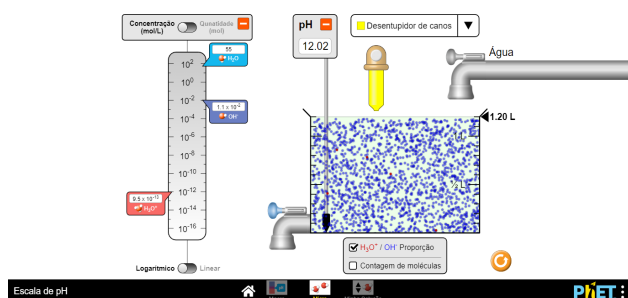 Concentração
(mol/L)
Quantidade
(mol)
pH
12.02
Desentupidor de canos
Água
55
H₂O
10²
10⁰
10⁻²
1.1 x 10⁻²
OH⁻
10⁻⁴
10⁻⁶
10⁻⁸
10⁻¹⁰
10⁻¹²
9.5 x 10⁻¹³
H₃O⁺
10⁻¹⁴
10⁻¹⁶
1.20 L
½ L
H₃O⁺ / OH⁻ Proporção
Contagem de moléculas
Logarítmico
Linear
Escala de pH
Micro
PhET